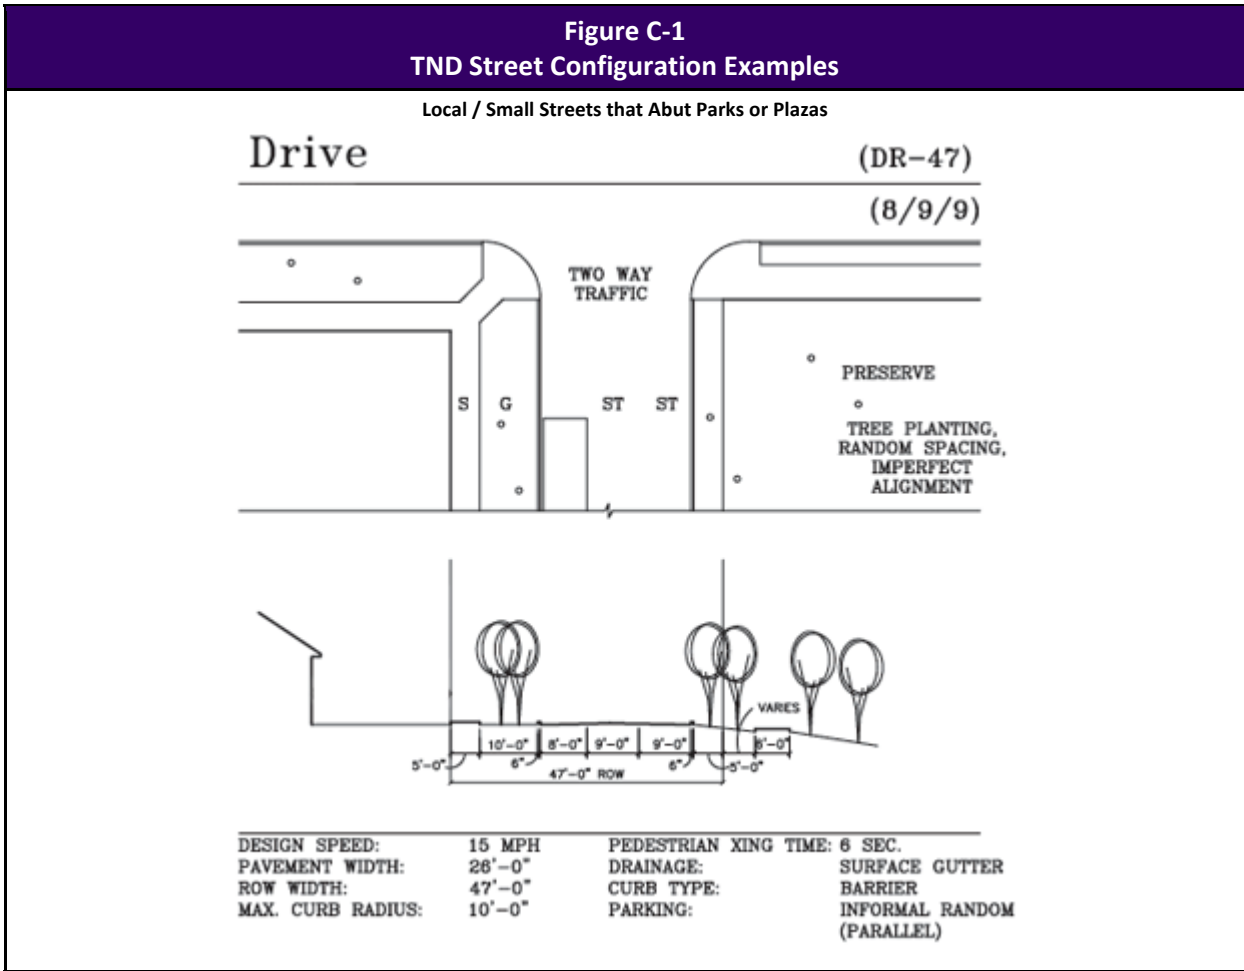 Figure C-1
TND Street Configuration Examples
Local / Small Streets that Abut Parks or Plazas
Drive (DR-47)
(8/9/9)
TWO WAY
TRAFFIC
PRESERVE
S G ST ST
TREE PLANTING,
RANDOM SPACING,
IMPERFECT
ALIGNMENT
VARIES
10'-0" 8'-0" 9'-0" 9'-0" 6'-0"
5'-0" 6" 6" 5'-0"
47'-0" ROW
DESIGN SPEED: 15 MPH PEDESTRIAN XING TIME: 6 SEC.
PAVEMENT WIDTH: 26'-0" DRAINAGE: SURFACE GUTTER
ROW WIDTH: 47'-0" CURB TYPE: BARRIER
MAX. CURB RADIUS: 10'-0" PARKING: INFORMAL RANDOM
(PARALLEL)